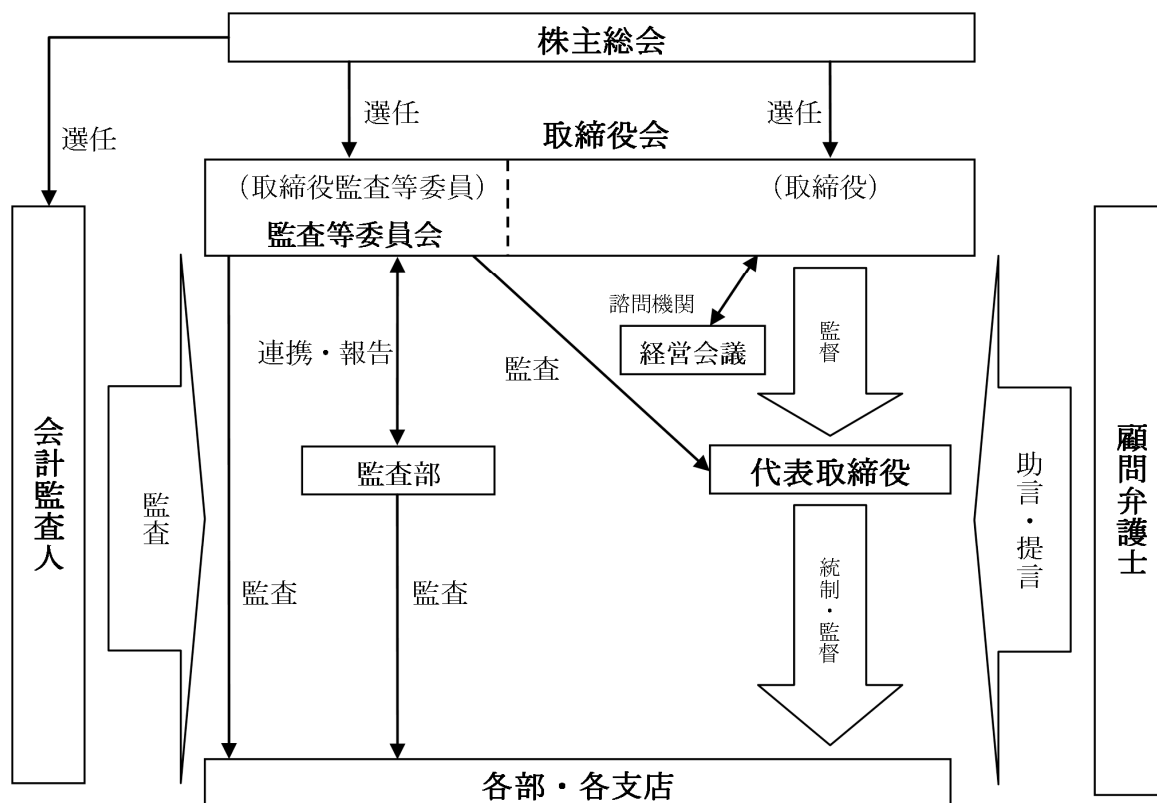 株主総会
選任
選任
選任
取締役会
（取締役監査等委員）
（取締役）
監査等委員会
諮問機関
経営会議
監督
連携・報告
監査
監査部
代表取締役
会計監査人
監査
顧問弁護士
助言・提言
監査
監査
統制・監督
各部・各支店